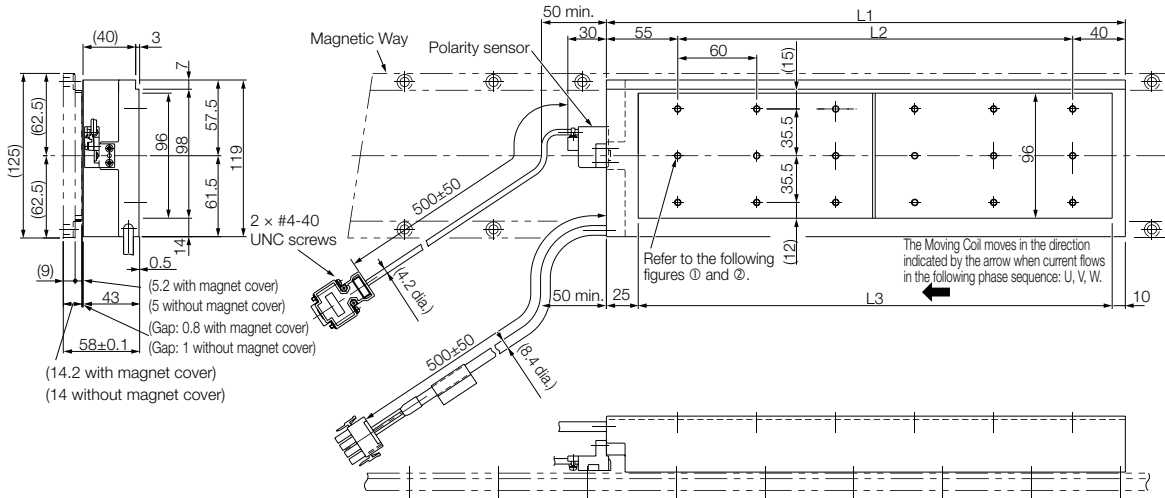 50 min.
L1
(40)
3
30
55
L2
40
Magnetic Way
Polarity sensor
60
(15)
7
(125)
(62.5)
(62.5)
96
98
57.5
61.5
119
35.5
35.5
96
500±50
2 × #4-40
UNC screws
14
(12)
0.5
(9)
43
58±0.1
(5.2 with magnet cover)
(5 without magnet cover)
(Gap: 0.8 with magnet cover)
(Gap: 1 without magnet cover)
(14.2 with magnet cover)
(14 without magnet cover)
(4.2 dia.)
Refer to the following
figures ① and ②.
The Moving Coil moves in the direction
indicated by the arrow when current flows
in the following phase sequence: U, V, W.
50 min.
25
L3
10
500±50
(8.4 dia.)